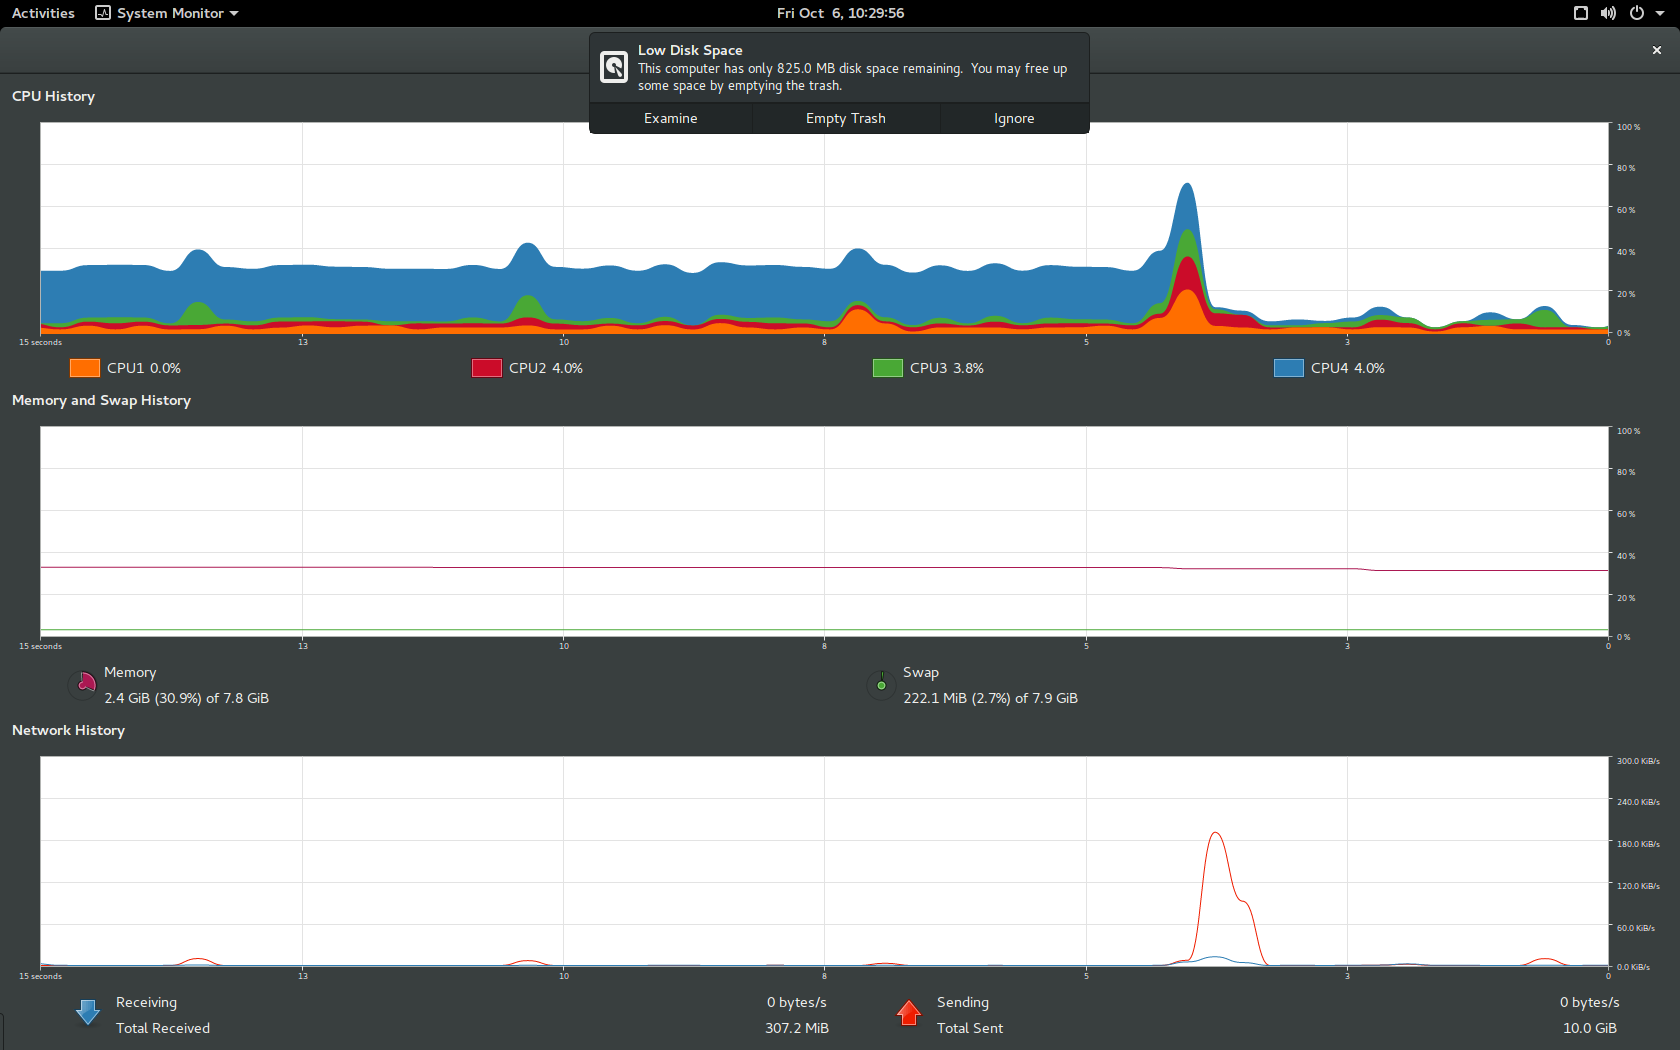 Activities System Monitor Fri Oct 6, 10:29:56
Low Disk Space
This computer has only 825.0 MB disk space remaining. You may free up
some space by emptying the trash.
Examine Empty Trash Ignore
CPU History
100 %
80 %
60 %
40 %
20 %
0 %
15 seconds 13 10 8 5 3 0
CPU1 0.0% CPU2 4.0% CPU3 3.8% CPU4 4.0%
Memory and Swap History
100 %
80 %
60 %
40 %
20 %
0 %
15 seconds 13 10 8 5 3 0
Memory Swap
2.4 GiB (30.9%) of 7.8 GiB 222.1 MiB (2.7%) of 7.9 GiB
Network History
300.0 KiB/s
240.0 KiB/s
180.0 KiB/s
120.0 KiB/s
60.0 KiB/s
0.0 KiB/s
15 seconds 13 10 8 5 3 0
Receiving 0 bytes/s Sending 0 bytes/s
Total Received 307.2 MiB Total Sent 10.0 GiB